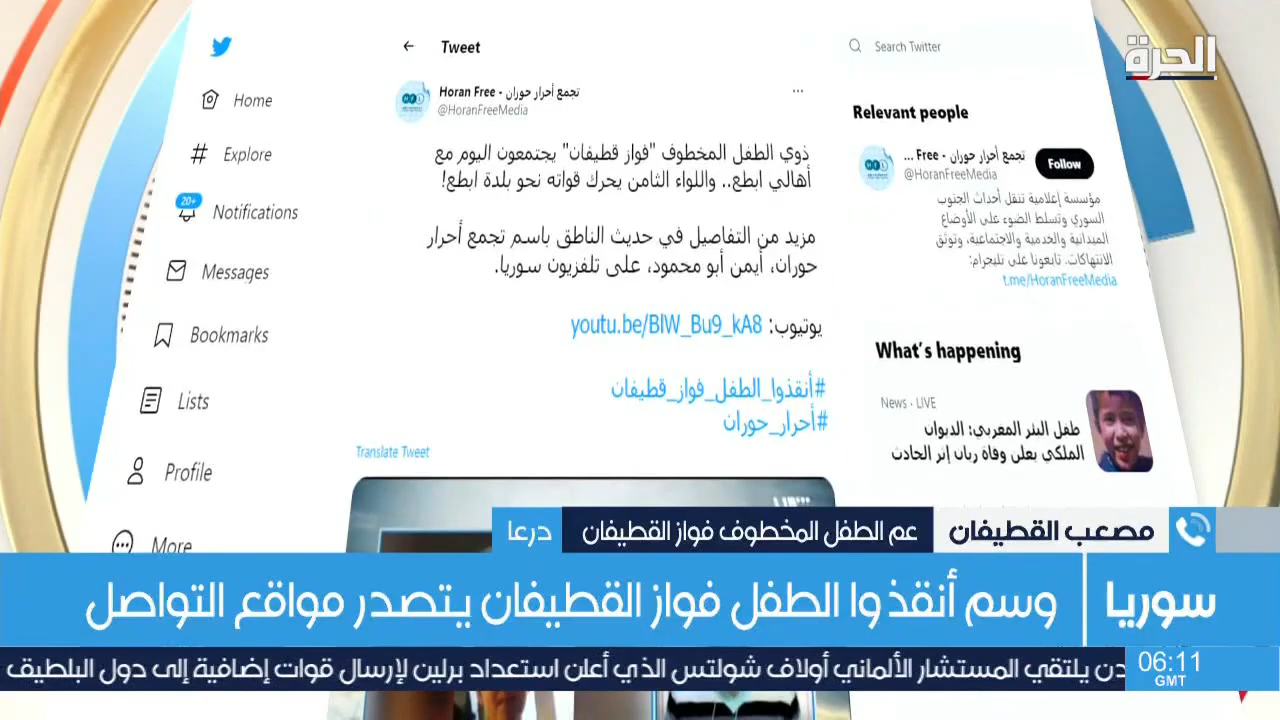 الحرة
Home
Explore
20+
Notifications
Messages
Bookmarks
Lists
Profile
More
← Tweet
Horan Free - تجمع أحرار حوران
@HoranFreeMedia
ذوي الطفل المخطوف "فواز قطيفان" يجتمعون اليوم مع
أهالي ابطع.. واللواء الثامن يحرك قواته نحو بلدة ابطع!
مزيد من التفاصيل في حديث الناطق باسم تجمع أحرار
حوران، أيمن أبو محمود، على تلفزيون سوريا.
يوتيوب: youtu.be/BlW_Bu9_kA8
#أنقذوا_الطفل_فواز_قطيفان
#أحرار_حوران
Translate Tweet
Search Twitter
Relevant people
تجمع أحرار حوران - Free ...
@HoranFreeMedia
Follow
مؤسسة إعلامية تنقل أحداث الجنوب
السوري وتسلط الضوء على الأوضاع
الميدانية والخدمية والاجتماعية، وتوثق
الانتهاكات. تابعونا على تليجرام:
t.me/HoranFreeMedia
What's happening
News · LIVE
طفل البئر المغربي: الديوان
الملكي يعلن وفاة ريان إثر الحادث
مصعب القطيفان
عم الطفل المخطوف فواز القطيفان
درعا
سوريا
وسم أنقذوا الطفل فواز القطيفان يتصدر مواقع التواصل
06:11
GMT
دن يلتقي المستشار الألماني أولاف شولتس الذي أعلن استعداد برلين لإرسال قوات إضافية إلى دول البلطيق